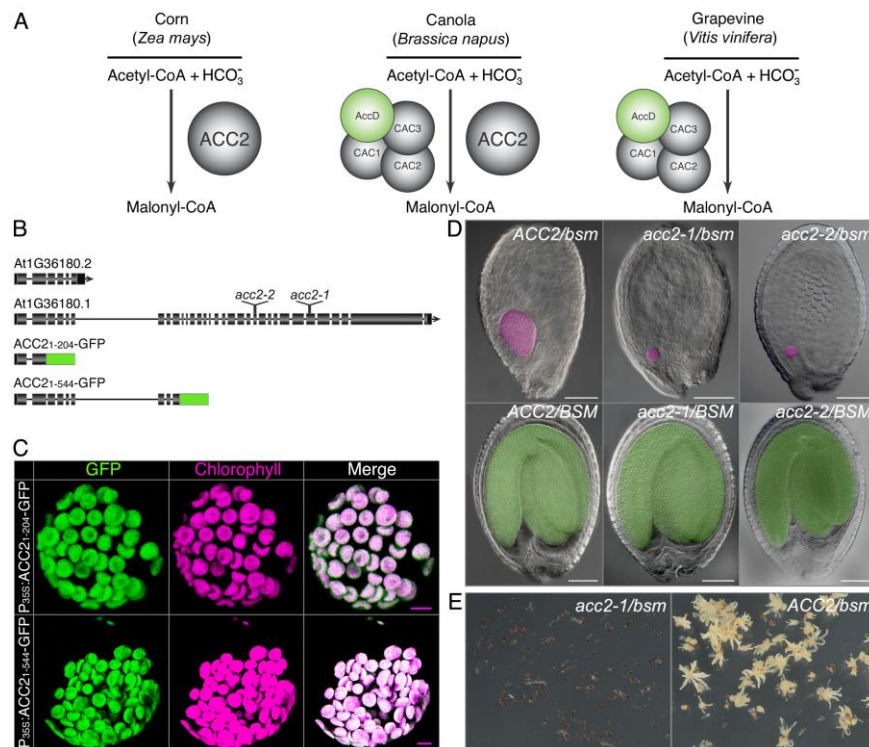 A
Corn
(Zea mays)
Acetyl-CoA + HCO₃⁻
ACC2
Malonyl-CoA
Canola
(Brassica napus)
Acetyl-CoA + HCO₃⁻
AccD
CAC3
CAC1
CAC2
ACC2
Malonyl-CoA
Grapevine
(Vitis vinifera)
Acetyl-CoA + HCO₃⁻
AccD
CAC3
CAC1
CAC2
Malonyl-CoA
B
At1G36180.2
At1G36180.1
acc2-2
acc2-1
ACC2₁₋₂₀₄-GFP
ACC2₁₋₅₄₄-GFP
C
GFP
Chlorophyll
Merge
P₃₅S:ACC2₁₋₂₀₄-GFP
P₃₅S:ACC2₁₋₅₄₄-GFP
D
ACC2/bsm
acc2-1/bsm
acc2-2/bsm
ACC2/BSM
acc2-1/BSM
acc2-2/BSM
E
acc2-1/bsm
ACC2/bsm